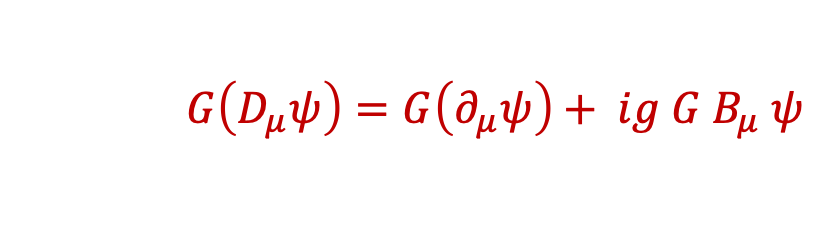 G(D_μψ) = G(∂_μψ) + ig G B_μ ψ